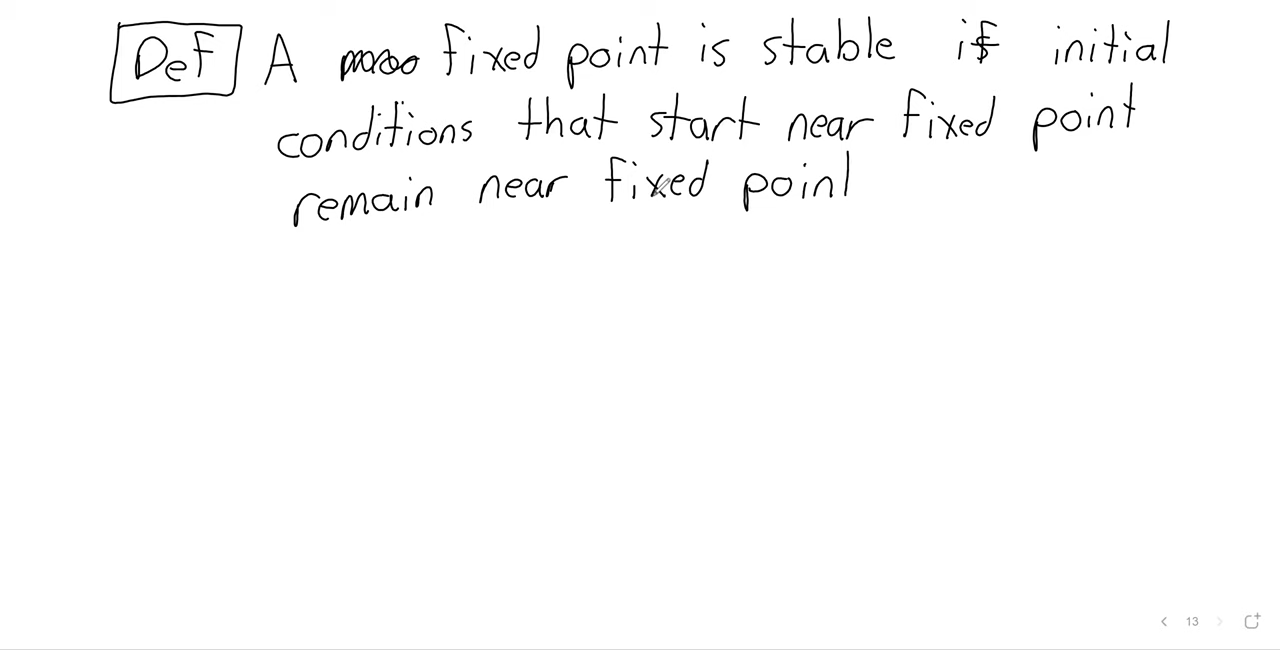 Def A fixed point is stable if initial
conditions that start near fixed point
remain near fixed point
13